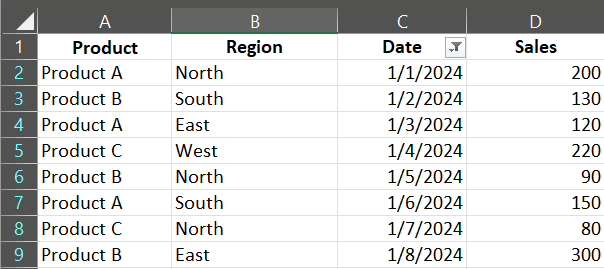 A B C D
1 Product Region Date Sales
2 Product A North 1/1/2024 200
3 Product B South 1/2/2024 130
4 Product A East 1/3/2024 120
5 Product C West 1/4/2024 220
6 Product B North 1/5/2024 90
7 Product A South 1/6/2024 150
8 Product C North 1/7/2024 80
9 Product B East 1/8/2024 300